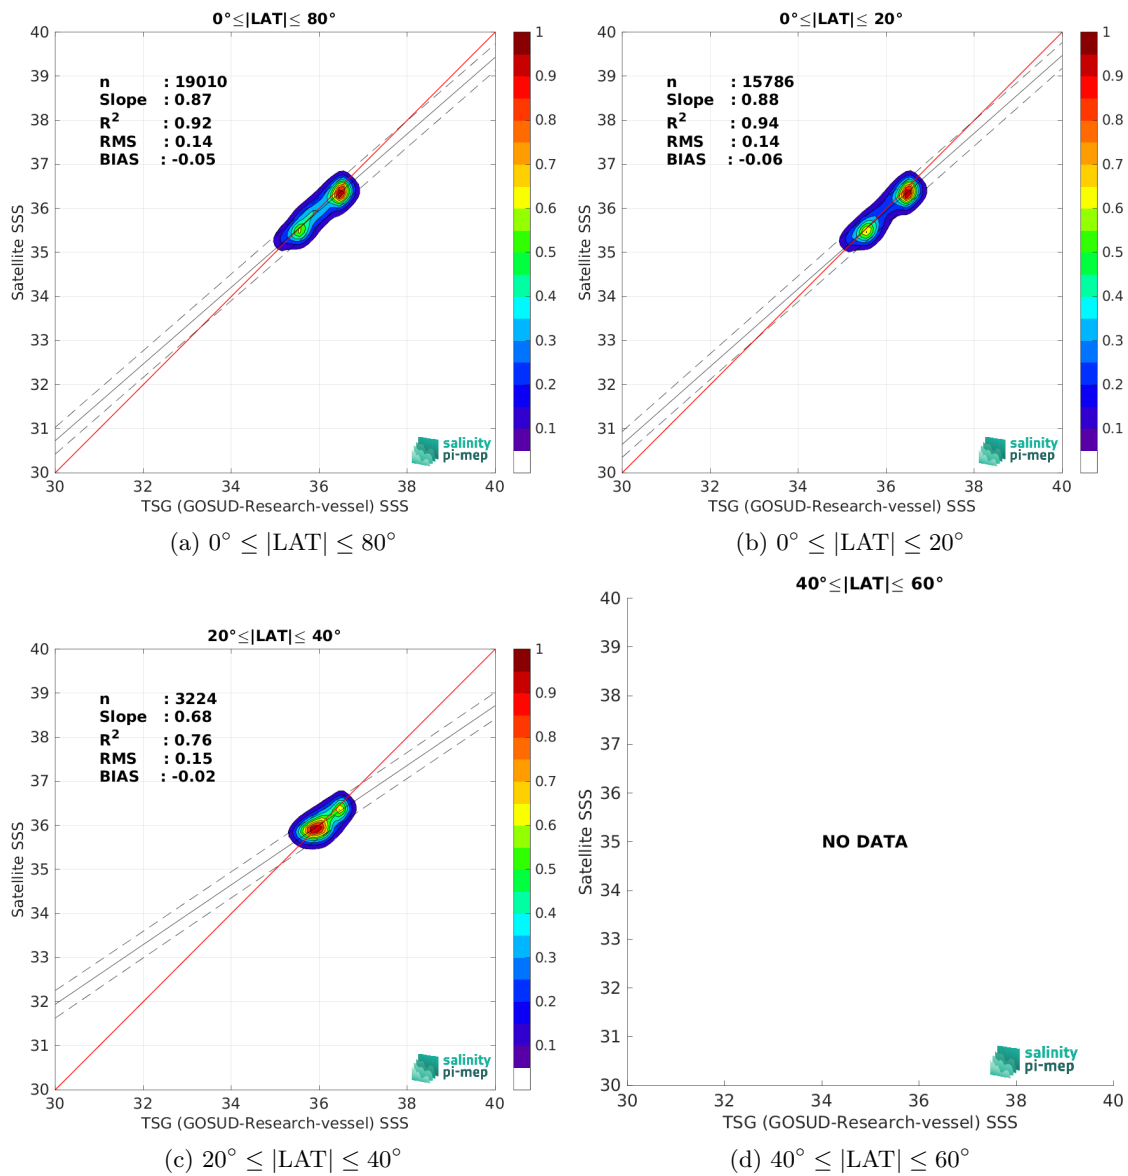 0°≤|LAT|≤ 80°
40
39
38
37
36
35
34
33
32
31
30
n : 19010
Slope : 0.87
R² : 0.92
RMS : 0.14
BIAS : -0.05
1
0.9
0.8
0.7
0.6
0.5
0.4
0.3
0.2
0.1
Satellite SSS
salinity
pi-mep
30 32 34 36 38 40
TSG (GOSUD-Research-vessel) SSS
(a) 0° ≤ |LAT| ≤ 80°
0°≤|LAT|≤ 20°
40
39
38
37
36
35
34
33
32
31
30
n : 15786
Slope : 0.88
R² : 0.94
RMS : 0.14
BIAS : -0.06
1
0.9
0.8
0.7
0.6
0.5
0.4
0.3
0.2
0.1
Satellite SSS
salinity
pi-mep
30 32 34 36 38 40
TSG (GOSUD-Research-vessel) SSS
(b) 0° ≤ |LAT| ≤ 20°
20°≤|LAT|≤ 40°
40
39
38
37
36
35
34
33
32
31
30
n : 3224
Slope : 0.68
R² : 0.76
RMS : 0.15
BIAS : -0.02
1
0.9
0.8
0.7
0.6
0.5
0.4
0.3
0.2
0.1
Satellite SSS
salinity
pi-mep
30 32 34 36 38 40
TSG (GOSUD-Research-vessel) SSS
(c) 20° ≤ |LAT| ≤ 40°
40°≤|LAT|≤ 60°
40
39
38
37
36
35
34
33
32
31
30
NO DATA
Satellite SSS
salinity
pi-mep
30 32 34 36 38 40
TSG (GOSUD-Research-vessel) SSS
(d) 40° ≤ |LAT| ≤ 60°